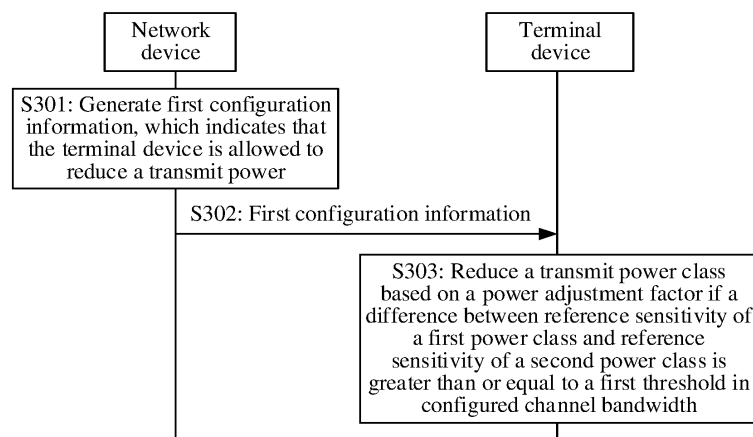 Network
device
Terminal
device
S301: Generate first configuration
information, which indicates that
the terminal device is allowed to
reduce a transmit power
S302: First configuration information
S303: Reduce a transmit power class
based on a power adjustment factor if a
difference between reference sensitivity of
a first power class and reference
sensitivity of a second power class is
greater than or equal to a first threshold in
configured channel bandwidth